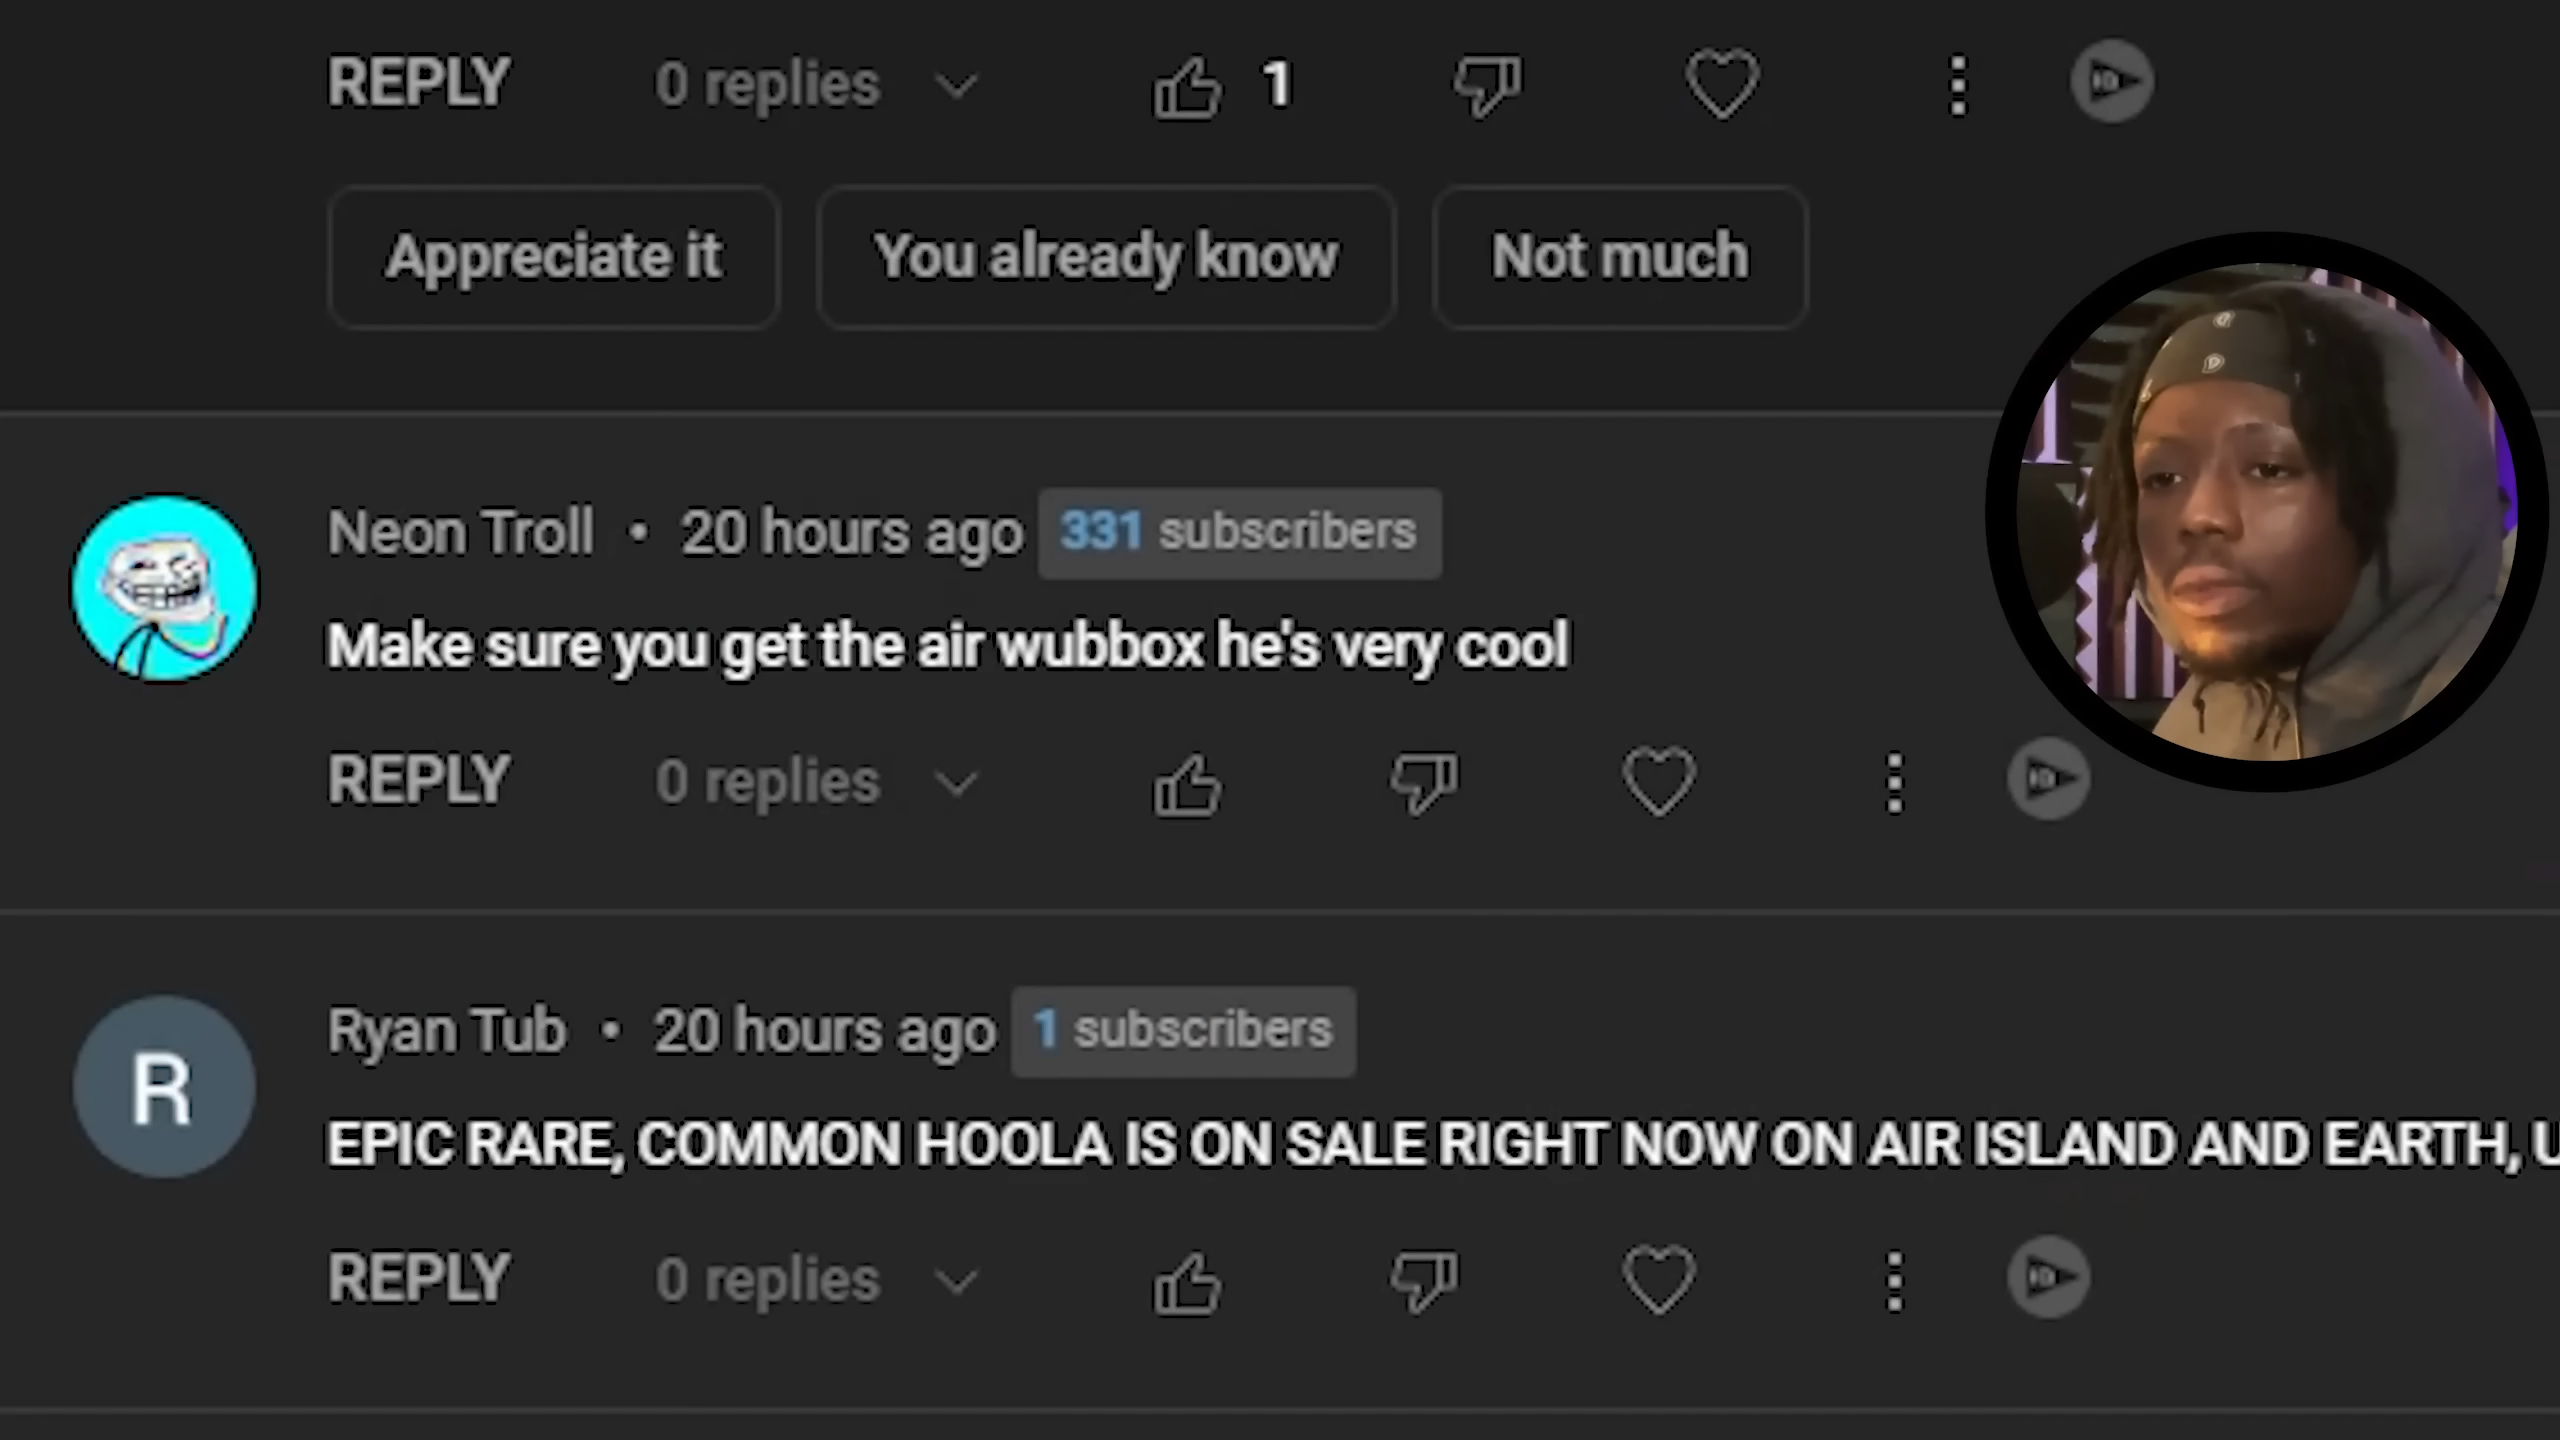 REPLY 0 replies 1
Appreciate it You already know Not much
Neon Troll • 20 hours ago 331 subscribers
Make sure you get the air wubbox he's very cool
REPLY 0 replies
R
Ryan Tub • 20 hours ago 1 subscribers
EPIC RARE, COMMON HOOLA IS ON SALE RIGHT NOW ON AIR ISLAND AND EARTH, U
REPLY 0 replies